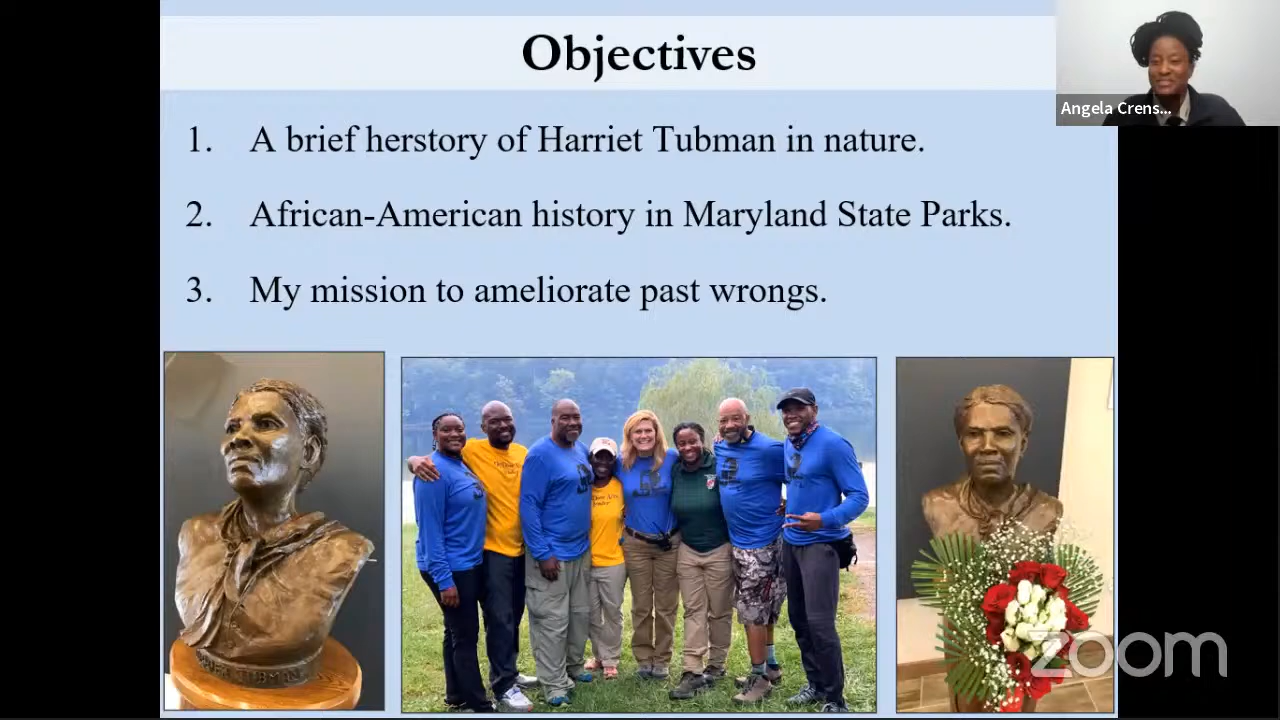 Objectives
Angela Crens...
1. A brief herstory of Harriet Tubman in nature.
2. African-American history in Maryland State Parks.
3. My mission to ameliorate past wrongs.
TUBMAN
zoom